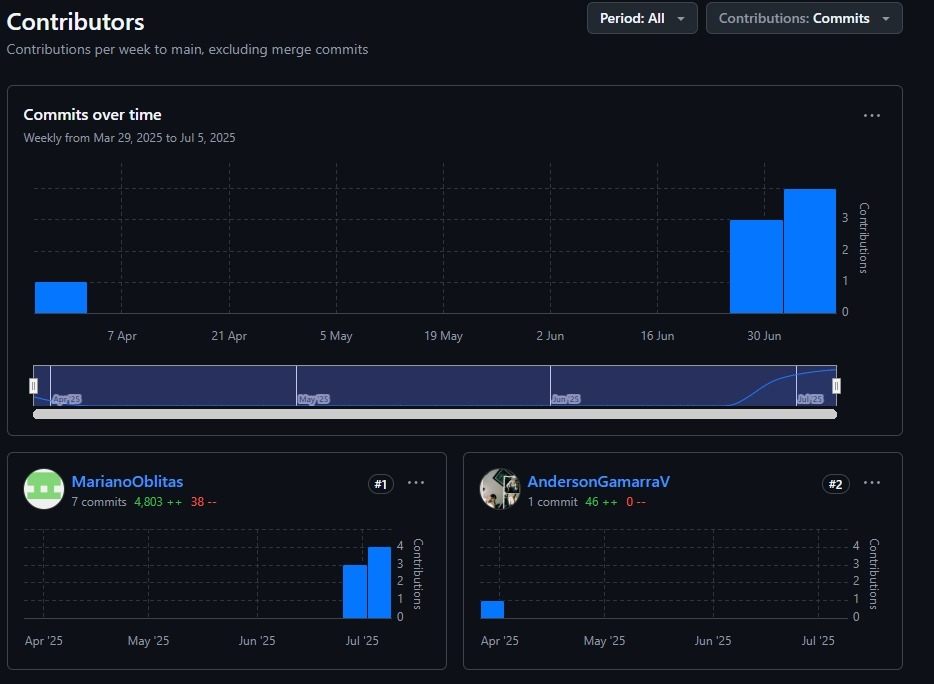 Contributors
Period: All
Contributions: Commits
Contributions per week to main, excluding merge commits
Commits over time
Weekly from Mar 29, 2025 to Jul 5, 2025
3
2
1
0
Contributions
7 Apr 21 Apr 5 May 19 May 2 Jun 16 Jun 30 Jun
Apr '25 May '25 Jun '25 Jul '25
MarianoOblitas
#1
7 commits 4,803 ++ 38 --
4
3
2
1
0
Contributions
Apr '25 May '25 Jun '25 Jul '25
AndersonGamarraV
#2
1 commit 46 ++ 0 --
4
3
2
1
0
Contributions
Apr '25 May '25 Jun '25 Jul '25